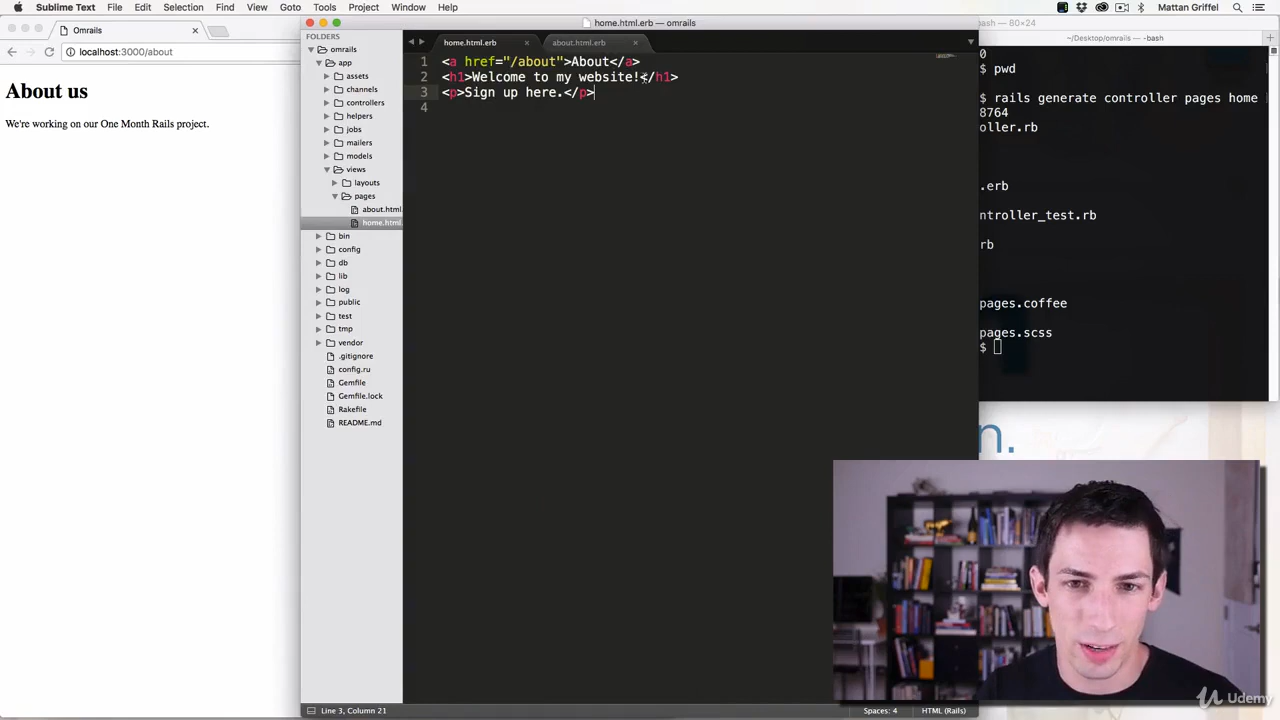 Sublime Text File Edit Selection Find View Goto Tools Project Window Help
Mattan Griffel
Omrails
localhost:3000/about
About us
We're working on our One Month Rails project.
home.html.erb — omrails
FOLDERS
omrails
app
assets
channels
controllers
helpers
jobs
mailers
models
views
layouts
pages
about.html
home.html
bin
config
db
lib
log
public
test
tmp
vendor
.gitignore
config.ru
Gemfile
Gemfile.lock
Rakefile
README.md
home.html.erb
about.html.erb
1 <a href="/about">About</a>
2 <h1>Welcome to my website!</h1>
3 <p>Sign up here.</p>
4
Line 3, Column 21
Spaces: 4
HTML (Rails)
bash — 80×24
~/Desktop/omrails — -bash
0
$ pwd
$ rails generate controller pages home
8764
oller.rb
.erb
ntroller_test.rb
rb
pages.coffee
pages.scss
$
n.
Udemy